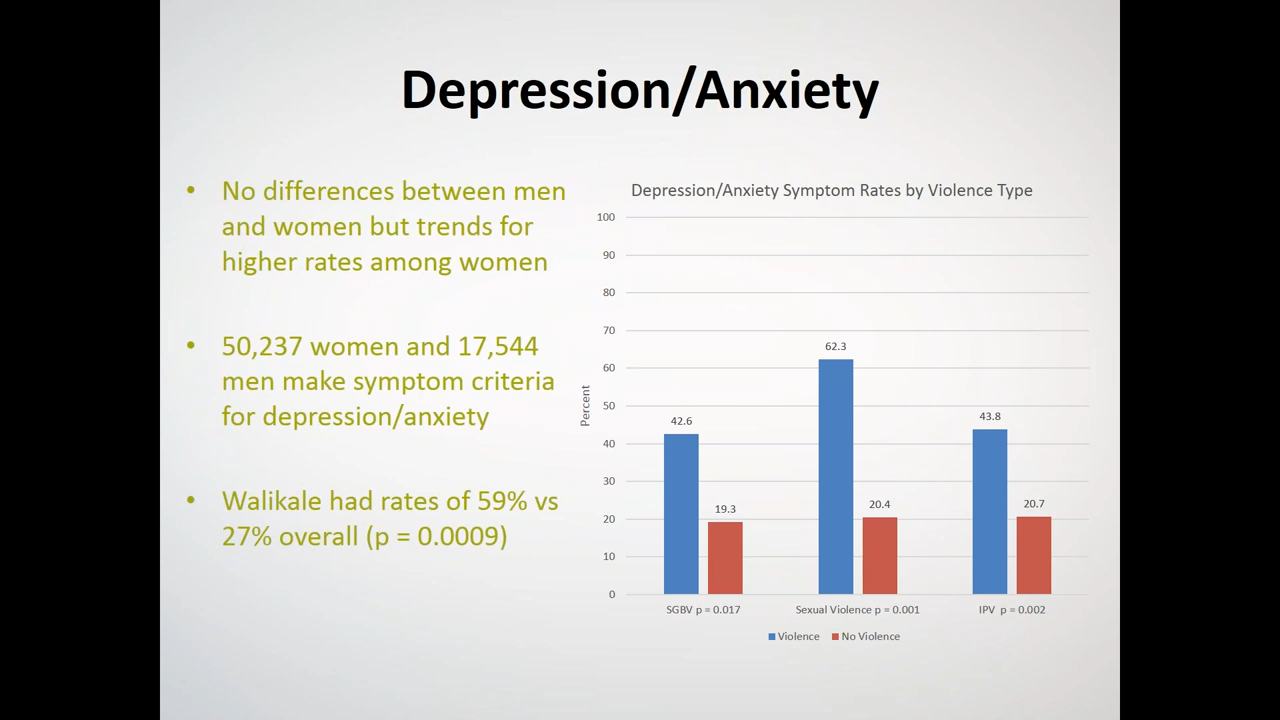 Depression/Anxiety
• No differences between men
and women but trends for
higher rates among women
• 50,237 women and 17,544
men make symptom criteria
for depression/anxiety
• Walikale had rates of 59% vs
27% overall (p = 0.0009)
Depression/Anxiety Symptom Rates by Violence Type
100
90
80
70
60
50
40
30
20
10
0
Percent
42.6
19.3
62.3
20.4
43.8
20.7
SGBV p = 0.017
Sexual Violence p = 0.001
IPV p = 0.002
Violence
No Violence